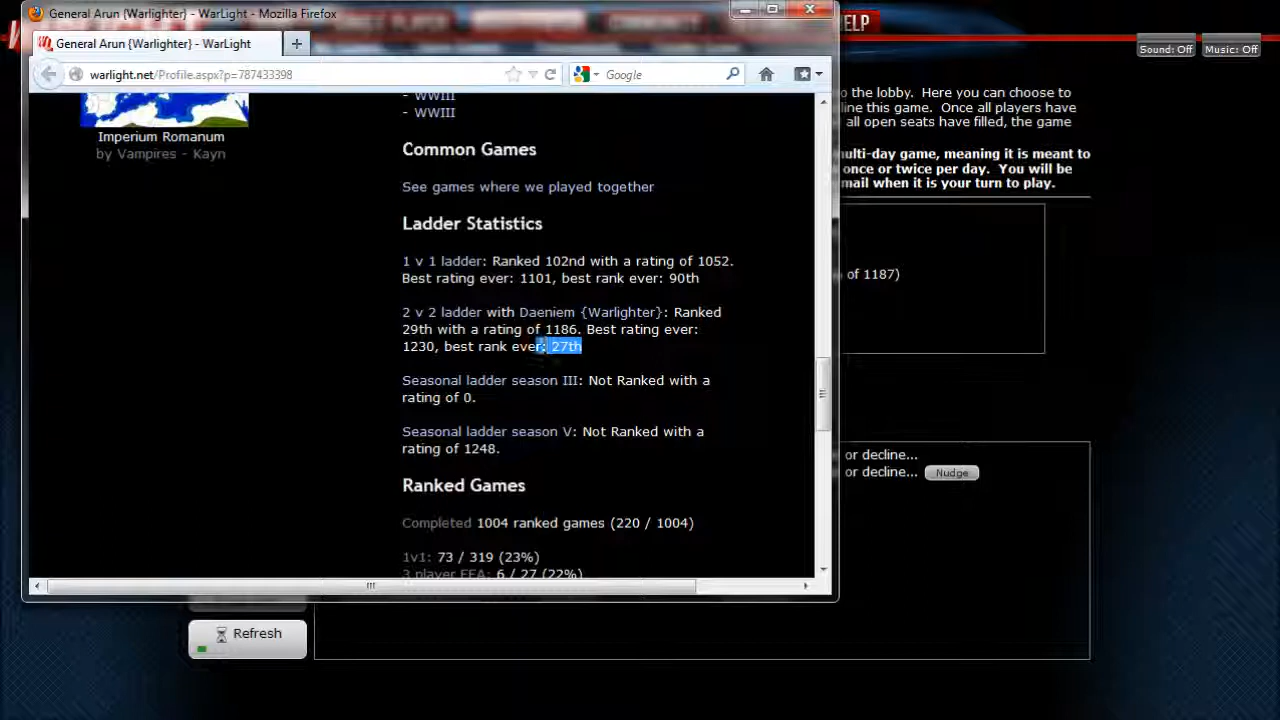 General Arun {Warlighter} - WarLight - Mozilla Firefox
COMMUNITY
HELP
General Arun {Warlighter} - WarLight
Sound: Off
Music: Off
warlight.net/Profile.aspx?p=787433398
Google
o the lobby. Here you can choose to
line this game. Once all players have
all open seats have filled, the game
- WWIII
- WWIII
Imperium Romanum
by Vampires - Kayn
Common Games
ulti-day game, meaning it is meant to
once or twice per day. You will be
mail when it is your turn to play.
See games where we played together
Ladder Statistics
1 v 1 ladder: Ranked 102nd with a rating of 1052.
Best rating ever: 1101, best rank ever: 90th
of 1187)
2 v 2 ladder with Daeniem {Warlighter}: Ranked
29th with a rating of 1186. Best rating ever:
1230, best rank ever: 27th
Seasonal ladder season III: Not Ranked with a
rating of 0.
Seasonal ladder season V: Not Ranked with a
rating of 1248.
or decline...
or decline... Nudge
Ranked Games
Completed 1004 ranked games (220 / 1004)
1v1: 73 / 319 (23%)
3 player FFA: 6 / 27 (22%)
Refresh